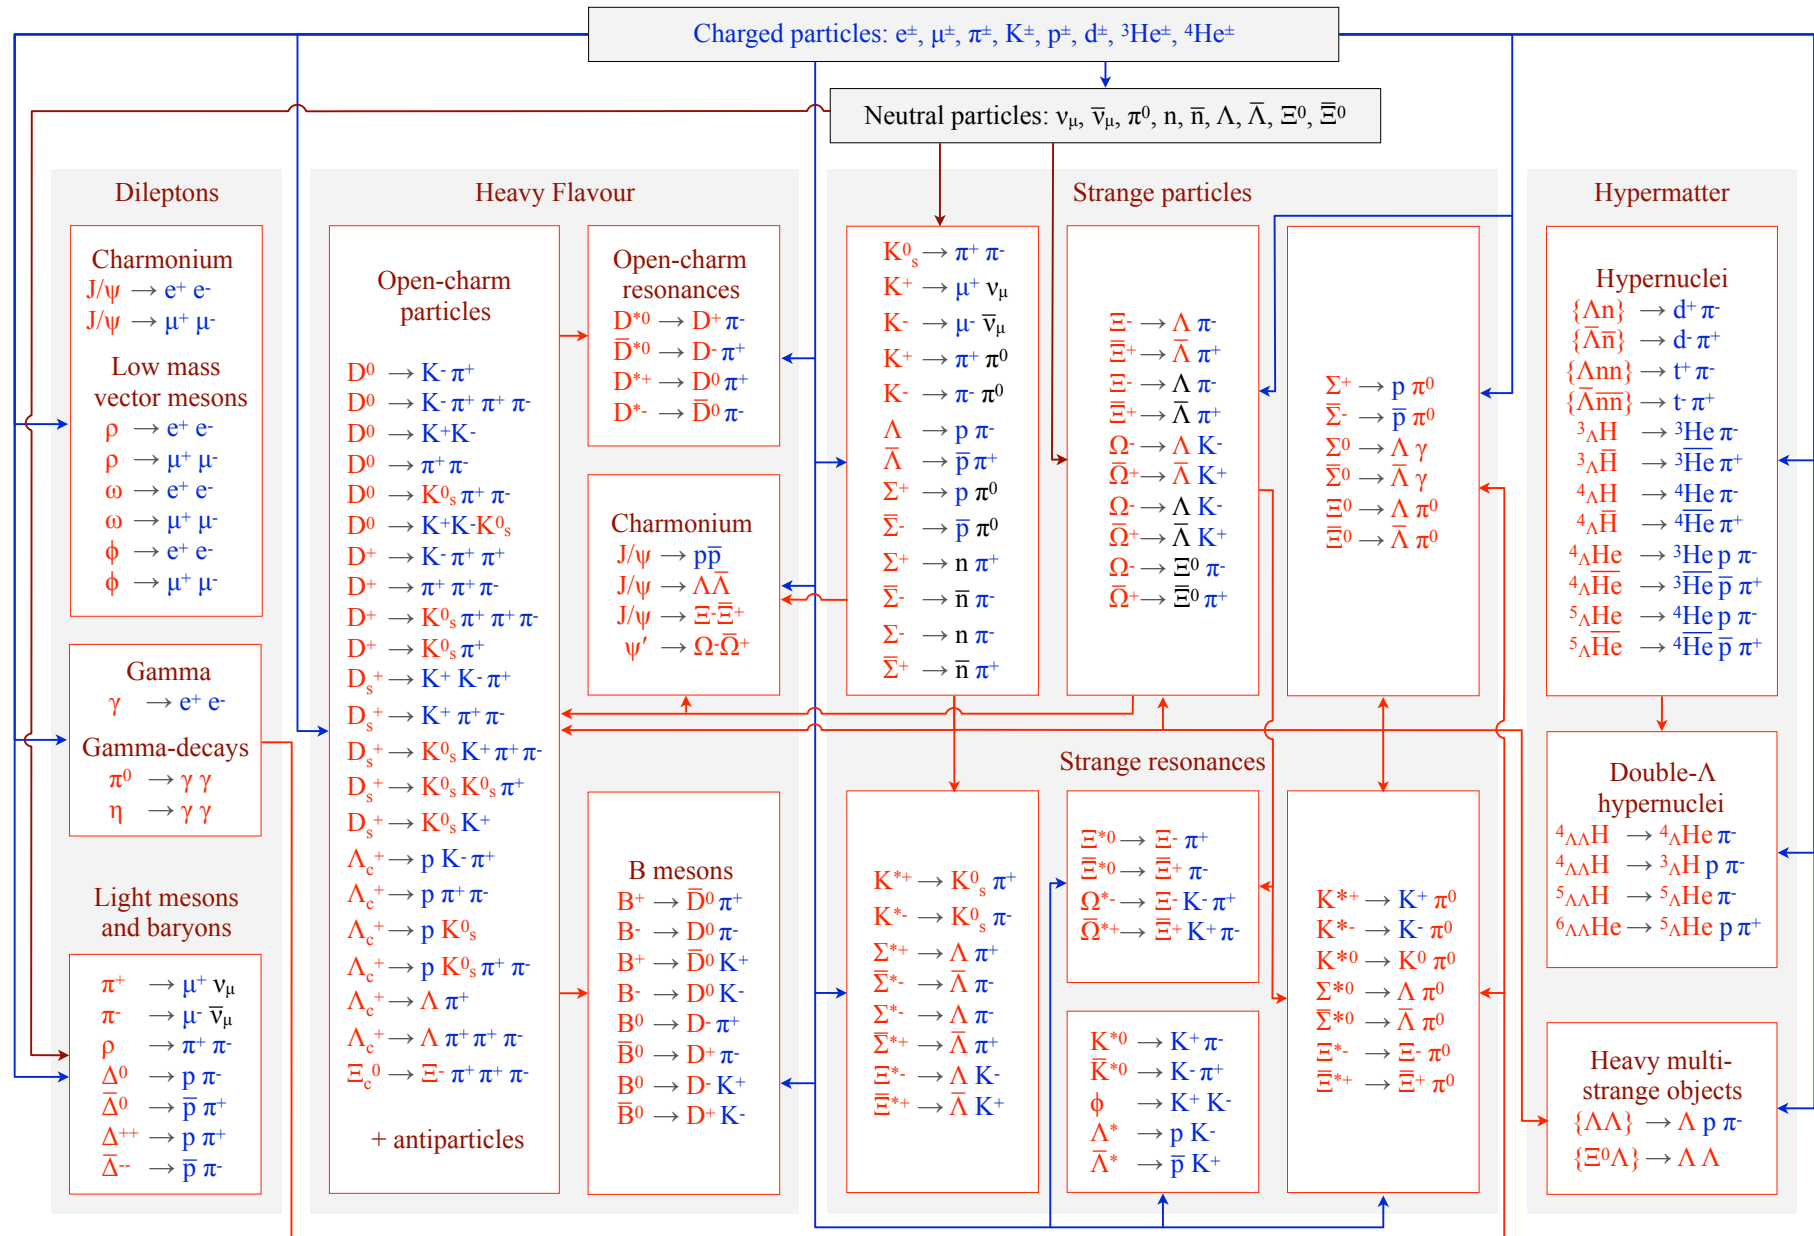 Charged particles: e±, μ±, π±, K±, p±, d±, ³He±, ⁴He±
Neutral particles: νμ, ν̅μ, π⁰, n, n̅, Λ, Λ̅, Ξ⁰, Ξ̅⁰
Dileptons
Charmonium
J/ψ → e⁺ e⁻
J/ψ → μ⁺ μ⁻
Low mass
vector mesons
ρ → e⁺ e⁻
ρ → μ⁺ μ⁻
ω → e⁺ e⁻
ω → μ⁺ μ⁻
ϕ → e⁺ e⁻
ϕ → μ⁺ μ⁻
Gamma
γ → e⁺ e⁻
Gamma-decays
π⁰ → γ γ
η → γ γ
Light mesons
and baryons
π⁺ → μ⁺ νμ
π⁻ → μ⁻ ν̅μ
ρ → π⁺ π⁻
Δ⁰ → p π⁻
Δ̅⁰ → p̅ π⁺
Δ⁺⁺ → p π⁺
Δ̅⁻⁻ → p̅ π⁻
Heavy Flavour
Open-charm
particles
D⁰ → K⁻ π⁺
D⁰ → K⁻ π⁺ π⁺ π⁻
D⁰ → K⁺K⁻
D⁰ → π⁺ π⁻
D⁰ → K⁰s π⁺ π⁻
D⁰ → K⁺K⁻K⁰s
D⁺ → K⁻ π⁺ π⁺
D⁺ → π⁺ π⁺ π⁻
D⁺ → K⁰s π⁺ π⁺ π⁻
D⁺ → K⁰s π⁺
Ds⁺ → K⁺ K⁻ π⁺
Ds⁺ → K⁺ π⁺ π⁻
Ds⁺ → K⁰s K⁺ π⁺ π⁻
Ds⁺ → K⁰s K⁰s π⁺
Ds⁺ → K⁰s K⁺
Λc⁺ → p K⁻ π⁺
Λc⁺ → p π⁺ π⁻
Λc⁺ → p K⁰s
Λc⁺ → p K⁰s π⁺ π⁻
Λc⁺ → Λ π⁺
Λc⁺ → Λ π⁺ π⁺ π⁻
Ξc⁰ → Ξ⁻ π⁺ π⁺ π⁻
+ antiparticles
Open-charm
resonances
D*⁰ → D⁺ π⁻
D̅*⁰ → D⁻ π⁺
D*⁺ → D⁰ π⁺
D*⁻ → D̅⁰ π⁻
Charmonium
J/ψ → pp̅
J/ψ → ΛΛ̅
J/ψ → Ξ⁻Ξ̅⁺
ψ′ → Ω⁻Ω̅⁺
B mesons
B⁺ → D̅⁰ π⁺
B⁻ → D⁰ π⁻
B⁺ → D̅⁰ K⁺
B⁻ → D⁰ K⁻
B⁰ → D⁻ π⁺
B̅⁰ → D⁺ π⁻
B⁰ → D⁻ K⁺
B̅⁰ → D⁺ K⁻
Strange particles
K⁰s → π⁺ π⁻
K⁺ → μ⁺ νμ
K⁻ → μ⁻ ν̅μ
K⁺ → π⁺ π⁰
K⁻ → π⁻ π⁰
Λ → p π⁻
Λ̅ → p̅ π⁺
Σ⁺ → p π⁰
Σ̅⁻ → p̅ π⁰
Σ⁺ → n π⁺
Σ̅⁻ → n̅ π⁻
Σ⁻ → n π⁻
Σ̅⁺ → n̅ π⁺
Ξ⁻ → Λ π⁻
Ξ̅⁺ → Λ̅ π⁺
Ξ⁻ → Λ π⁻
Ξ̅⁺ → Λ̅ π⁺
Ω⁻ → Λ K⁻
Ω̅⁺ → Λ̅ K⁺
Ω⁻ → Λ K⁻
Ω̅⁺ → Λ̅ K⁺
Ω⁻ → Ξ⁰ π⁻
Ω̅⁺ → Ξ̅⁰ π⁺
Σ⁺ → p π⁰
Σ̅⁻ → p̅ π⁰
Σ⁰ → Λ γ
Σ̅⁰ → Λ̅ γ
Ξ⁰ → Λ π⁰
Ξ̅⁰ → Λ̅ π⁰
Strange resonances
K*⁺ → K⁰s π⁺
K*⁻ → K⁰s π⁻
Σ*⁺ → Λ π⁺
Σ̅*⁻ → Λ̅ π⁻
Σ*⁻ → Λ π⁻
Σ̅*⁺ → Λ̅ π⁺
Ξ*⁻ → Λ K⁻
Ξ̅*⁺ → Λ̅ K⁺
Ξ*⁰ → Ξ⁻ π⁺
Ξ̅*⁰ → Ξ̅⁺ π⁻
Ω*⁻ → Ξ⁻ K⁻ π⁺
Ω̅*⁺ → Ξ̅⁺ K⁺ π⁻
K*⁰ → K⁺ π⁻
K̅*⁰ → K⁻ π⁺
ϕ → K⁺ K⁻
Λ* → p K⁻
Λ̅* → p̅ K⁺
K*⁺ → K⁺ π⁰
K*⁻ → K⁻ π⁰
K*⁰ → K⁰ π⁰
Σ*⁰ → Λ π⁰
Σ̅*⁰ → Λ̅ π⁰
Ξ*⁻ → Ξ⁻ π⁰
Ξ̅*⁺ → Ξ̅⁺ π⁰
Hypermatter
Hypernuclei
{Λn} → d⁺ π⁻
{Λ̅n̅} → d⁻ π⁺
{Λnn} → t⁺ π⁻
{Λ̅n̅n̅} → t⁻ π⁺
³ΛH → ³He π⁻
³ΛH̅ → ³H̅e̅ π⁺
⁴ΛH → ⁴He π⁻
⁴ΛH̅ → ⁴H̅e̅ π⁺
⁴ΛHe → ³He p π⁻
⁴ΛH̅e̅ → ³H̅e̅ p̅ π⁺
⁵ΛHe → ⁴He p π⁻
⁵ΛH̅e̅ → ⁴H̅e̅ p̅ π⁺
Double-Λ
hypernuclei
⁴ΛΛH → ⁴ΛHe π⁻
⁴ΛΛH → ³ΛH p π⁻
⁵ΛΛH → ⁵ΛHe π⁻
⁶ΛΛHe → ⁵ΛHe p π⁺
Heavy multi-
strange objects
{ΛΛ} → Λ p π⁻
{Ξ⁰Λ} → Λ Λ